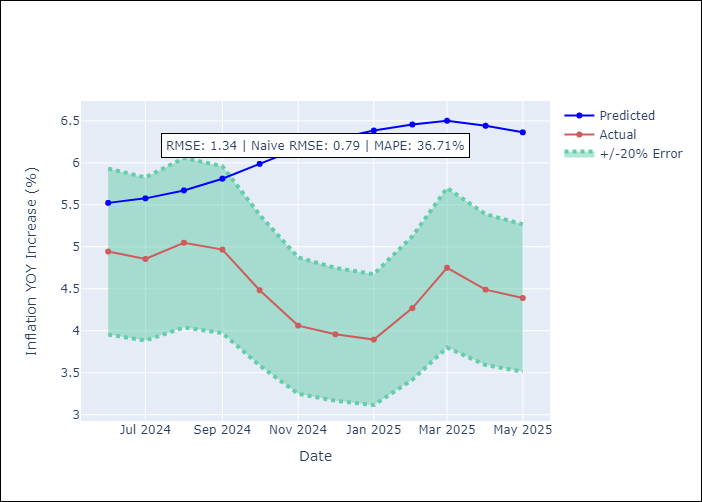 RMSE: 1.34 | Naive RMSE: 0.79 | MAPE: 36.71%
Predicted
Actual
+/-20% Error
Inflation YOY Increase (%)
6.5
6
5.5
5
4.5
4
3.5
3
Jul 2024
Sep 2024
Nov 2024
Jan 2025
Mar 2025
May 2025
Date